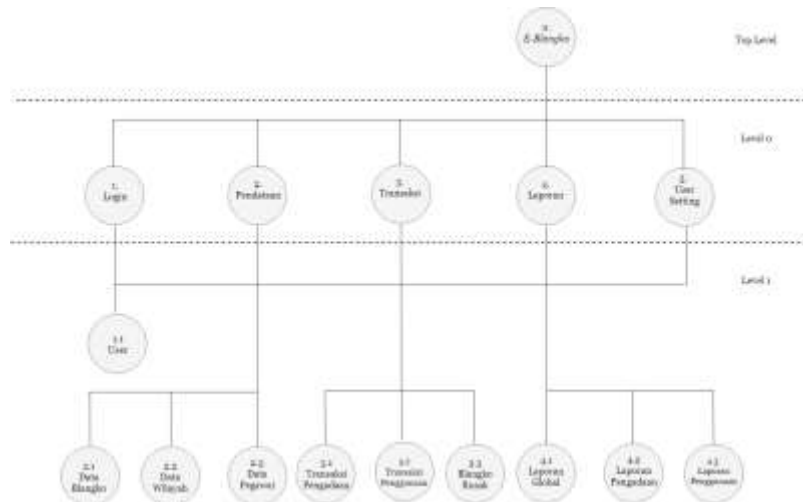 0.
E-Blangko
Top Level
Level 0
1.
Login
2.
Pendataan
3.
Transaksi
4.
Laporan
5.
User
Setting
Level 1
1.1
User
2.1
Data
Blangko
2.2
Data
Wilayah
2.3
Data
Pegawai
3.1
Transaksi
Pengadaan
3.2
Transaksi
Penggunaan
3.3
Blangko
Rusak
4.1
Laporan
Global
4.2
Laporan
Pengadaan
4.3
Laporan
Penggunaan